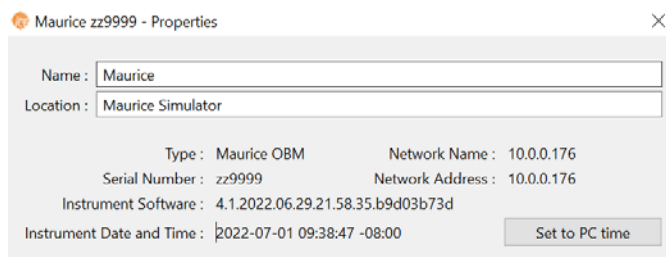 Maurice zz9999 - Properties
Name : Maurice
Location : Maurice Simulator
Type : Maurice OBM Network Name : 10.0.0.176
Serial Number : zz9999 Network Address : 10.0.0.176
Instrument Software : 4.1.2022.06.29.21.58.35.b9d03b73d
Instrument Date and Time : 2022-07-01 09:38:47 -08:00 Set to PC time